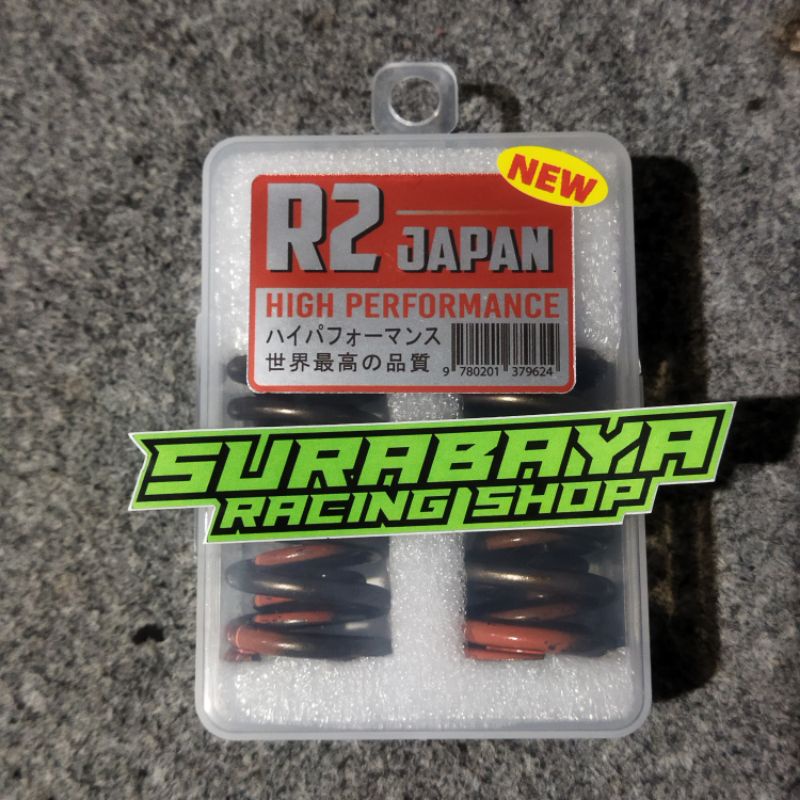 NEW
R2 JAPAN
HIGH PERFORMANCE
ハイパフォーマンス
世界最高の品質
9 780201 379624
SURABAYA
RACING SHOP